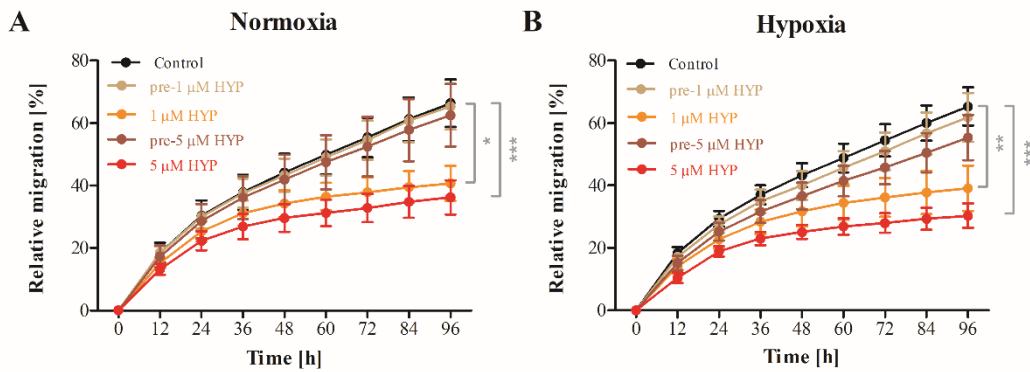 A
Normoxia
Relative migration [%]
80
60
40
20
0
Control
pre-1 μM HYP
1 μM HYP
pre-5 μM HYP
5 μM HYP
*
***
0 12 24 36 48 60 72 84 96
Time [h]
B
Hypoxia
Relative migration [%]
80
60
40
20
0
Control
pre-1 μM HYP
1 μM HYP
pre-5 μM HYP
5 μM HYP
**
***
0 12 24 36 48 60 72 84 96
Time [h]